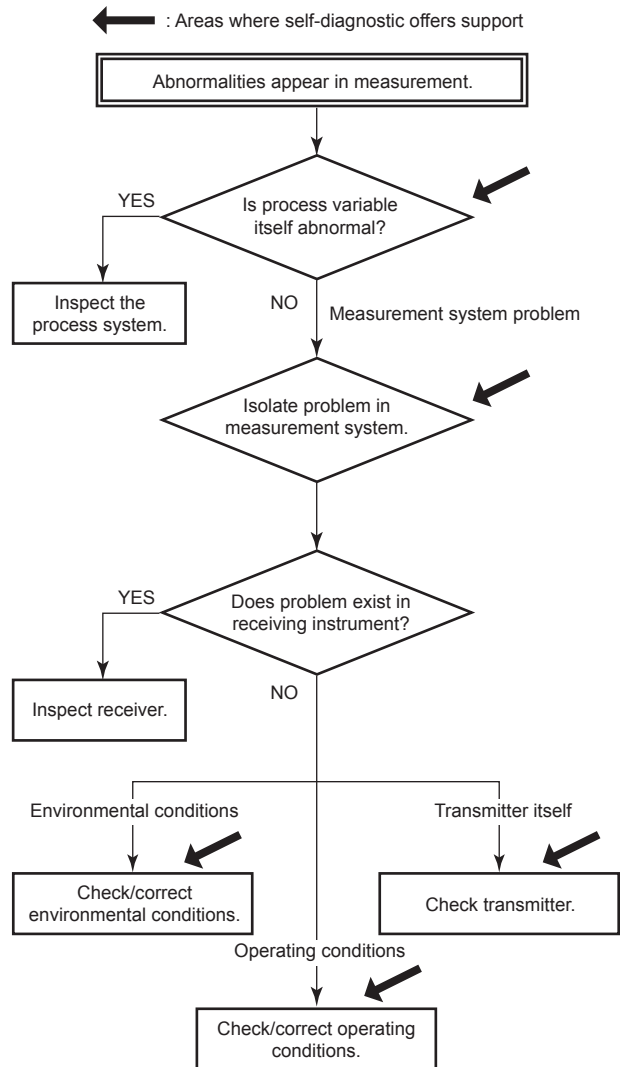 : Areas where self-diagnostic offers support
Abnormalities appear in measurement.
YES
Is process variable
itself abnormal?
Inspect the
process system.
NO
Measurement system problem
Isolate problem in
measurement system.
YES
Does problem exist in
receiving instrument?
Inspect receiver.
NO
Environmental conditions
Transmitter itself
Check/correct
environmental conditions.
Check transmitter.
Operating conditions
Check/correct operating
conditions.